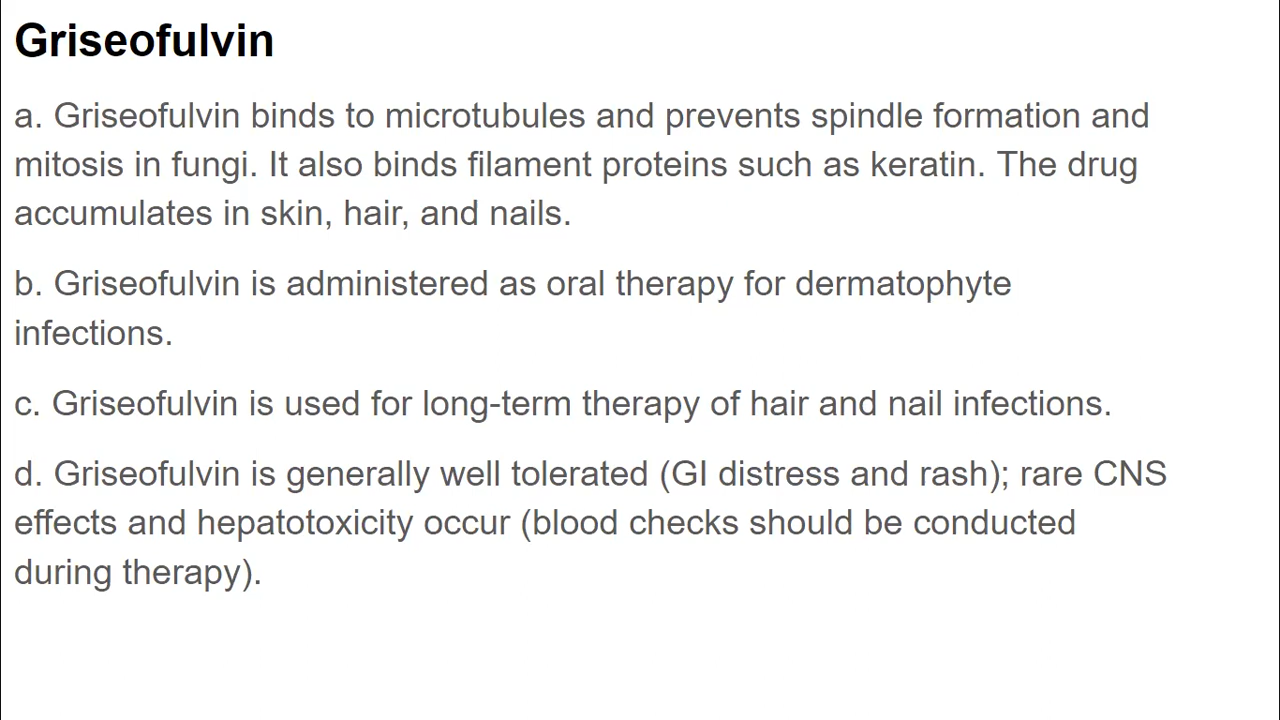 Griseofulvin
a. Griseofulvin binds to microtubules and prevents spindle formation and
mitosis in fungi. It also binds filament proteins such as keratin. The drug
accumulates in skin, hair, and nails.
b. Griseofulvin is administered as oral therapy for dermatophyte
infections.
c. Griseofulvin is used for long-term therapy of hair and nail infections.
d. Griseofulvin is generally well tolerated (GI distress and rash); rare CNS
effects and hepatotoxicity occur (blood checks should be conducted
during therapy).